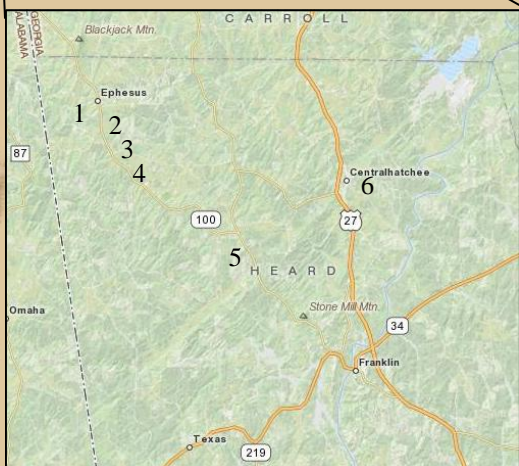 CARROLL
GEORGIA
ALABAMA
Blackjack Mtn.
Ephesus
1
2
3
4
87
Centralhatchee
6
100
27
5
HEARD
Omaha
Stone Mill Mtn.
34
Franklin
Texas
219